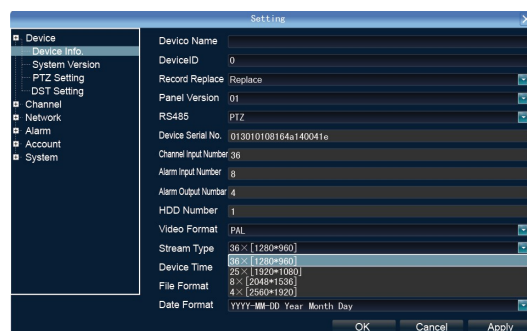 Setting
Device
Device Info.
System Version
PTZ Setting
DST Setting
Channel
Network
Alarm
Account
System
Devico Name
DeviceID 0
Record Replace Replace
Panel Version 01
RS485 PTZ
Device Serial No. 013010108164a140041e
Channel Input Number 36
Alarm Input Number 8
Alarm Output Numbar 4
HDD Number 1
Video Format PAL
Stream Type 36×[1280*960]
36×[1280*960]
25×[1920*1080]
Device Time
8×[2048*1536]
File Format
4×[2560*1920]
Date Format YYYY-MM-DD Year Month Day
OK Cancel Apply